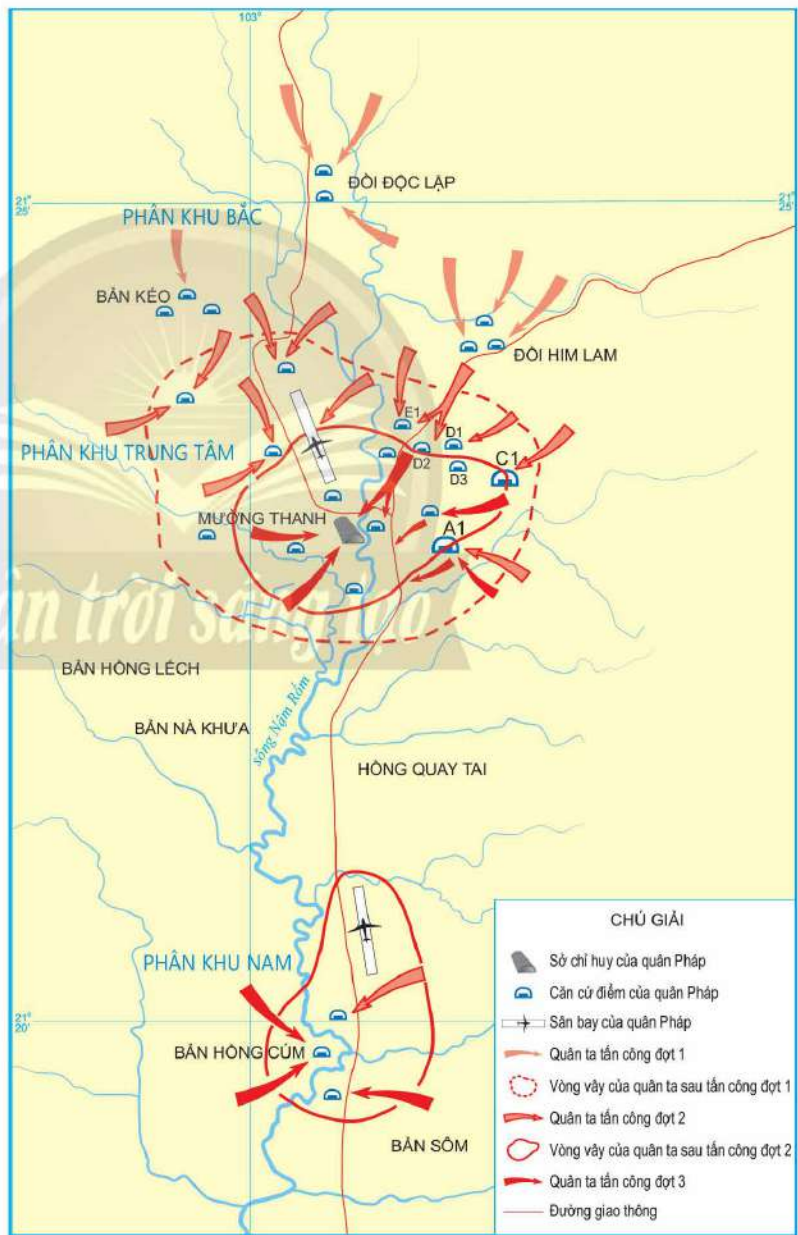 103°
ĐỒI ĐỘC LẬP
21°
25'
21°
25'
PHÂN KHU BẮC
BẢN KÉO
ĐỒI HIM LAM
E1
D1
PHÂN KHU TRUNG TÂM
D2
D3
C1
MƯỜNG THANH
A1
ân trời sáng tạo
BẢN HỒNG LẾCH
BẢN NÀ KHƯA
sông Nậm Rốm
HỒNG QUAY TAI
PHÂN KHU NAM
21°
20'
BẢN HỒNG CÚM
BẢN SÔM
CHÚ GIẢI
Sở chỉ huy của quân Pháp
Căn cứ điểm của quân Pháp
Sân bay của quân Pháp
Quân ta tấn công đợt 1
Vòng vây của quân ta sau tấn công đợt 1
Quân ta tấn công đợt 2
Vòng vây của quân ta sau tấn công đợt 2
Quân ta tấn công đợt 3
Đường giao thông